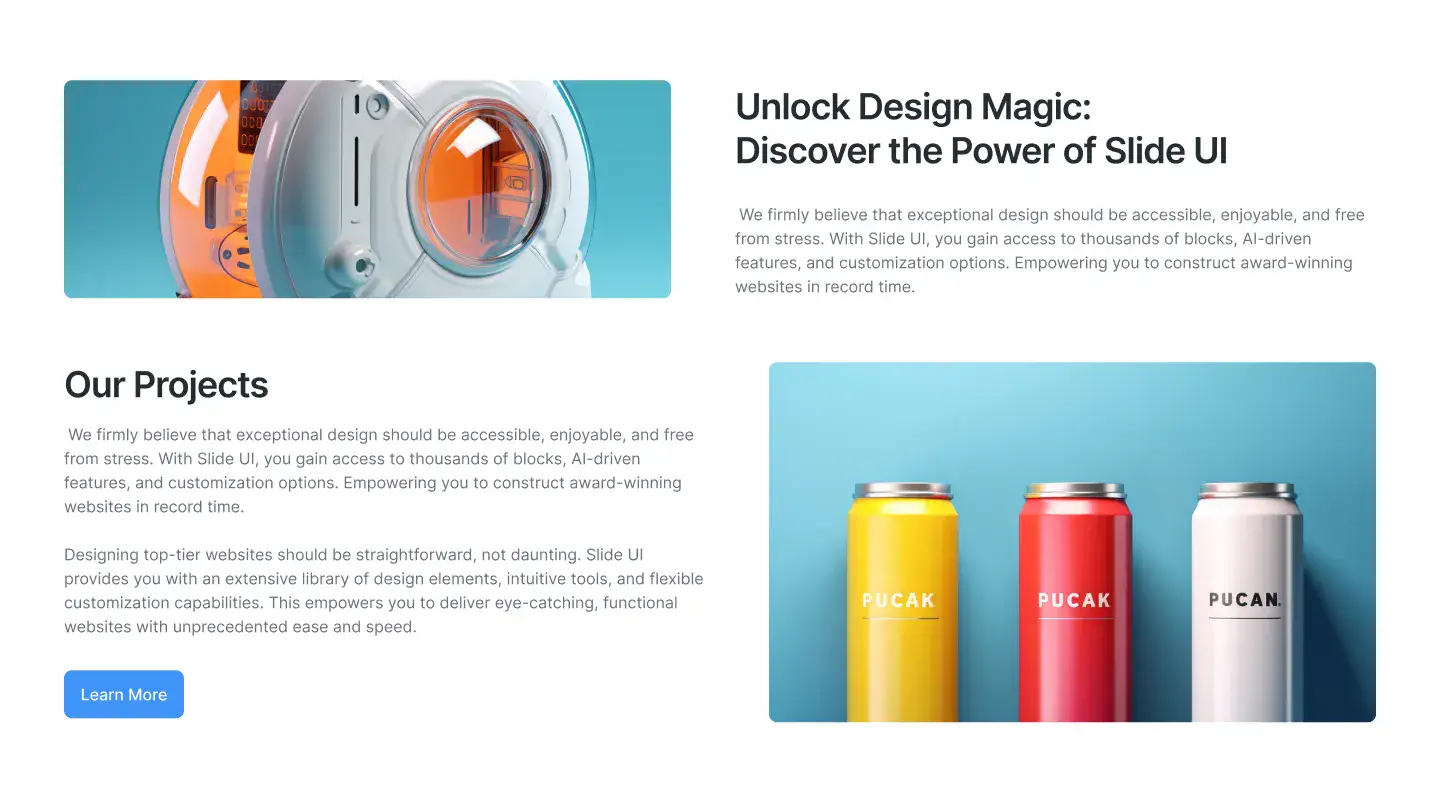 Unlock Design Magic:
Discover the Power of Slide UI
We firmly believe that exceptional design should be accessible, enjoyable, and free
from stress. With Slide UI, you gain access to thousands of blocks, AI-driven
features, and customization options. Empowering you to construct award-winning
websites in record time.
Our Projects
We firmly believe that exceptional design should be accessible, enjoyable, and free
from stress. With Slide UI, you gain access to thousands of blocks, AI-driven
features, and customization options. Empowering you to construct award-winning
websites in record time.
Designing top-tier websites should be straightforward, not daunting. Slide UI
provides you with an extensive library of design elements, intuitive tools, and flexible
customization capabilities. This empowers you to deliver eye-catching, functional
websites with unprecedented ease and speed.
Learn More
PUCAK
PUCAK
PUCAN.